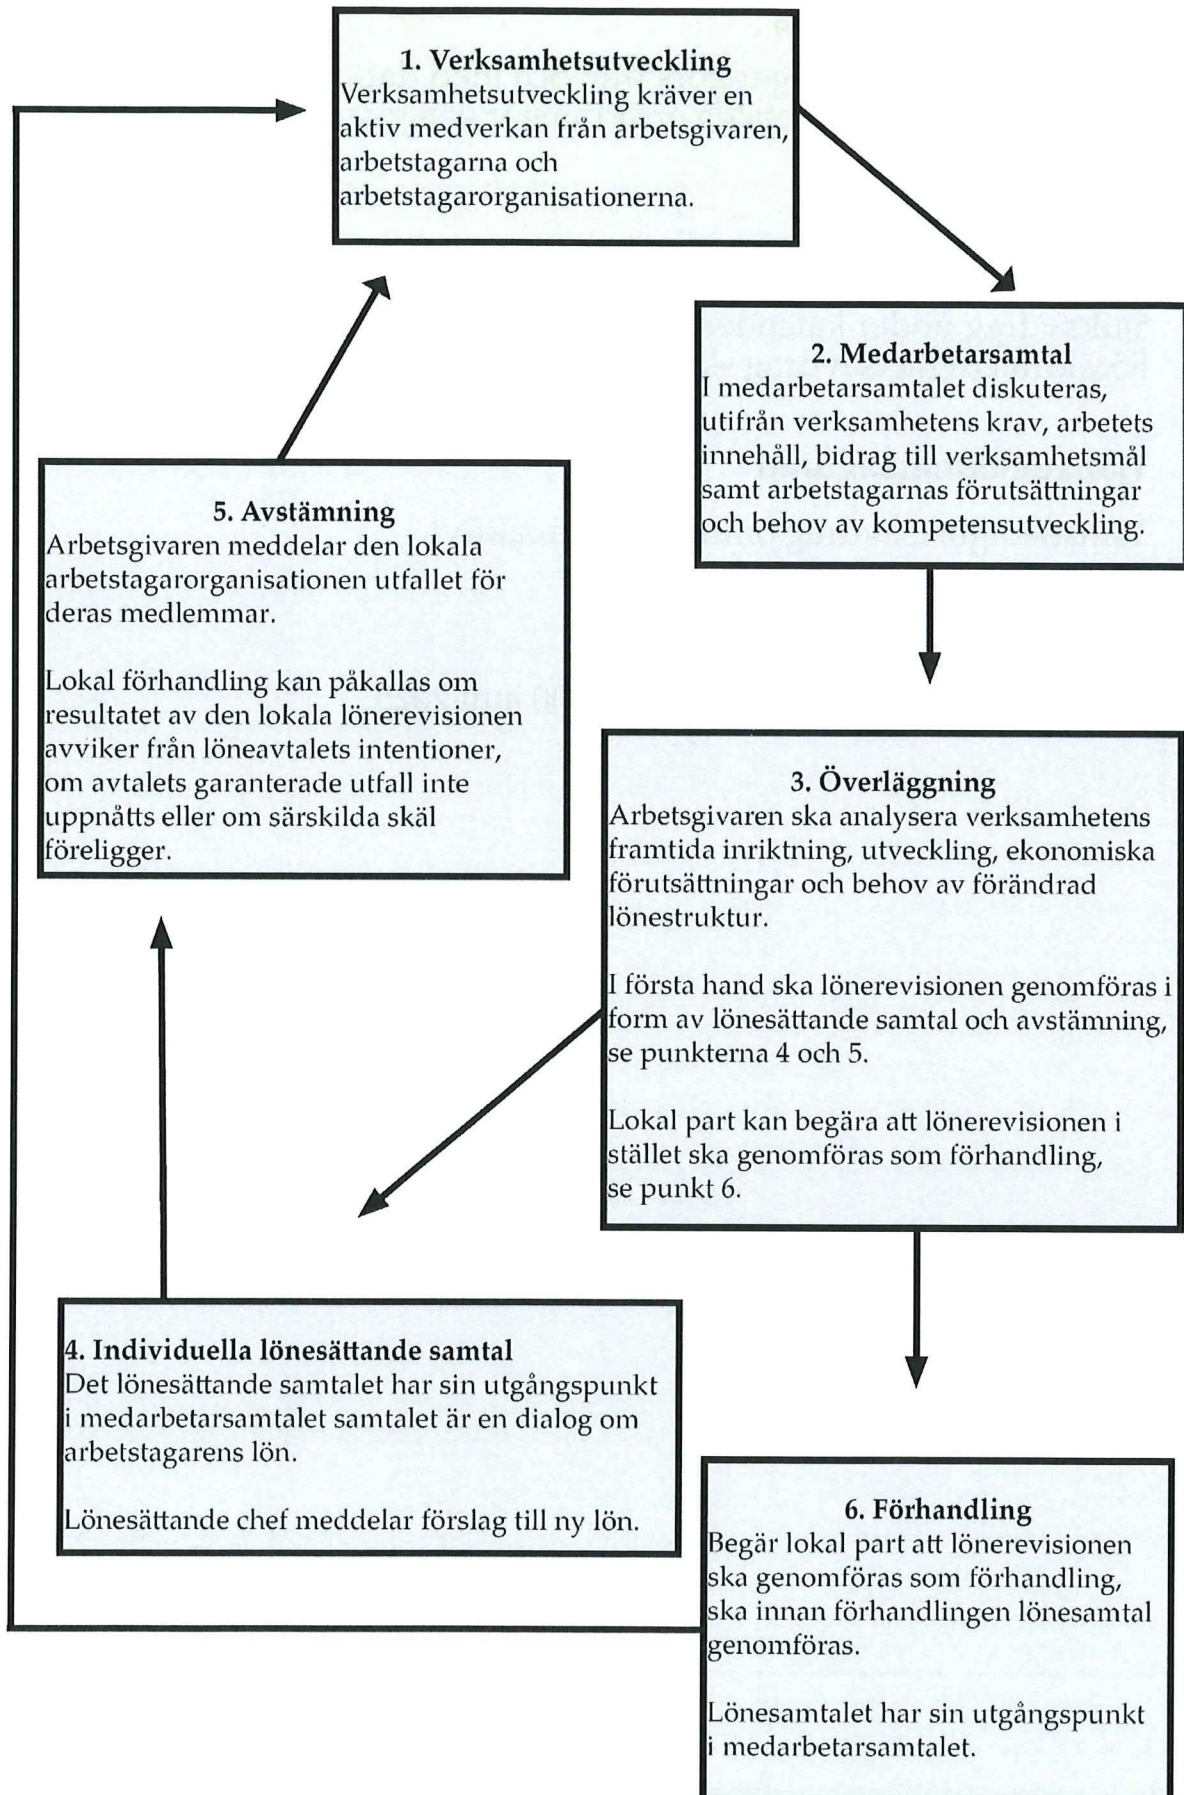 1. Verksamhetsutveckling
Verksamhetsutveckling kräver en
aktiv medverkan från arbetsgivaren,
arbetstagarna och
arbetstagarorganisationerna.
2. Medarbetarsamtal
I medarbetarsamtalet diskuteras,
utifrån verksamhetens krav, arbetets
innehåll, bidrag till verksamhetsmål
samt arbetstagarnas förutsättningar
och behov av kompetensutveckling.
3. Överläggning
Arbetsgivaren ska analysera verksamhetens
framtida inriktning, utveckling, ekonomiska
förutsättningar och behov av förändrad
lönestruktur.
I första hand ska lönerevisionen genomföras i
form av lönesättande samtal och avstämning,
se punkterna 4 och 5.
Lokal part kan begära att lönerevisionen i
stället ska genomföras som förhandling,
se punkt 6.
4. Individuella lönesättande samtal
Det lönesättande samtalet har sin utgångspunkt
i medarbetarsamtalet samtalet är en dialog om
arbetstagarens lön.
Lönesättande chef meddelar förslag till ny lön.
5. Avstämning
Arbetsgivaren meddelar den lokala
arbetstagarorganisationen utfallet för
deras medlemmar.
Lokal förhandling kan påkallas om
resultatet av den lokala lönerevisionen
avviker från löneavtalets intentioner,
om avtalets garanterade utfall inte
uppnåtts eller om särskilda skäl
föreligger.
6. Förhandling
Begär lokal part att lönerevisionen
ska genomföras som förhandling,
ska innan förhandlingen lönesamtal
genomföras.
Lönesamtalet har sin utgångspunkt
i medarbetarsamtalet.